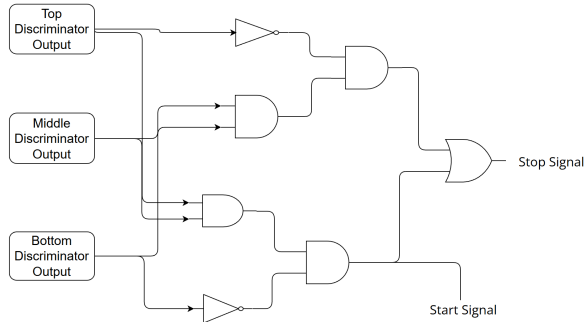 Top
Discriminator
Output
Middle
Discriminator
Output
Stop Signal
Bottom
Discriminator
Output
Start Signal